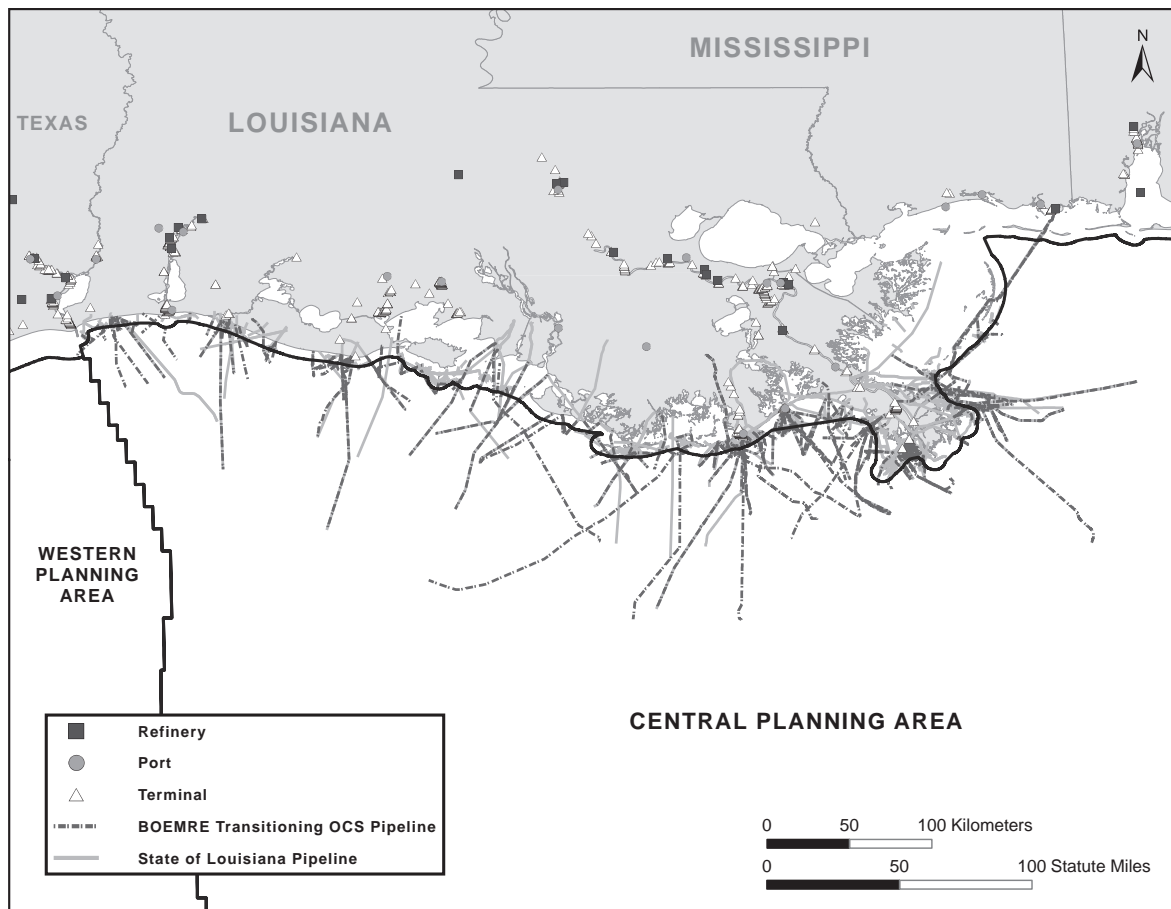 MISSISSIPPI
N
TEXAS
LOUISIANA
WESTERN
PLANNING
AREA
CENTRAL PLANNING AREA
Refinery
Port
Terminal
BOEMRE Transitioning OCS Pipeline
State of Louisiana Pipeline
0 50 100 Kilometers
0 50 100 Statute Miles